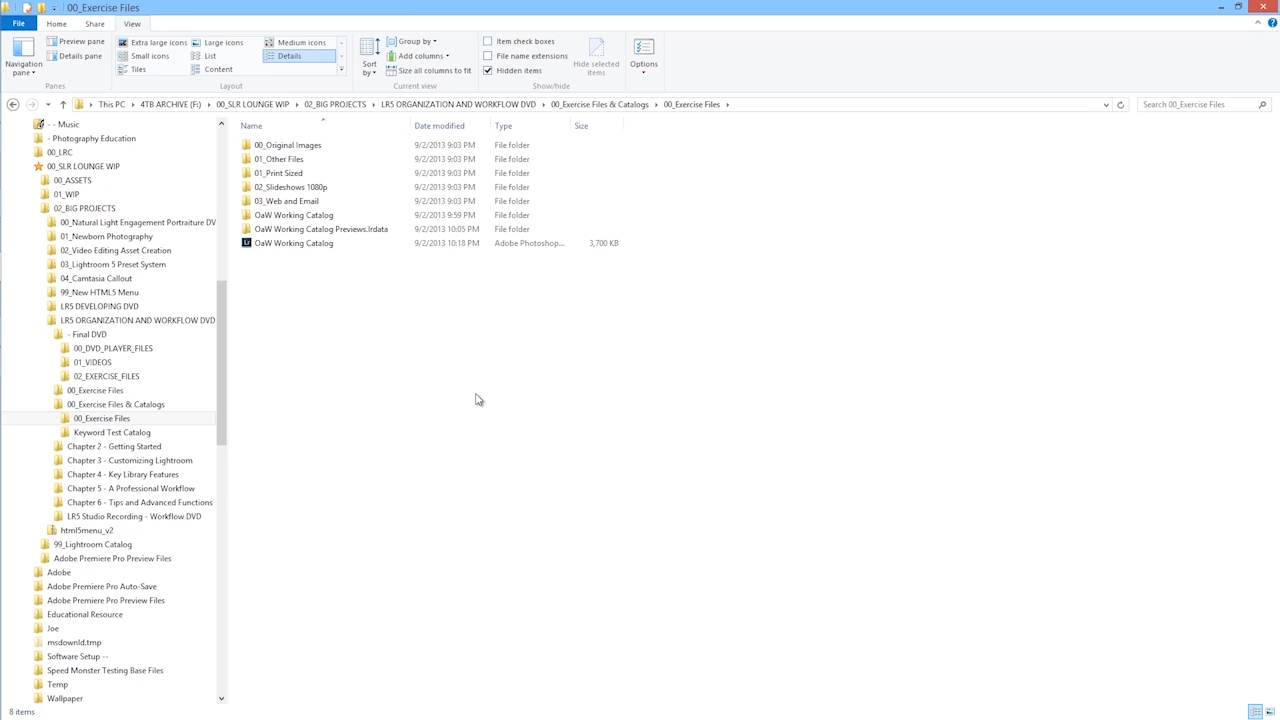 00_Exercise Files
File Home Share View
Navigation pane
Preview pane
Details pane
Panes
Extra large icons Large icons Medium icons
Small icons List Details
Tiles Content
Layout
Sort by
Group by
Add columns
Size all columns to fit
Current view
Item check boxes
File name extensions
Hidden items
Hide selected items
Show/hide
Options
This PC 4TB ARCHIVE (F:) 00_SLR LOUNGE WIP 02_BIG PROJECTS LR5 ORGANIZATION AND WORKFLOW DVD 00_Exercise Files & Catalogs 00_Exercise Files
Search 00_Exercise Files
- - Music
- Photography Education
00_LRC
00_SLR LOUNGE WIP
00_ASSETS
01_WIP
02_BIG PROJECTS
00_Natural Light Engagement Portraiture DV
01_Newborn Photography
02_Video Editing Asset Creation
03_Lightroom 5 Preset System
04_Camtasia Callout
99_New HTML5 Menu
LR5 DEVELOPING DVD
LR5 ORGANIZATION AND WORKFLOW DVD
- Final DVD
00_DVD_PLAYER_FILES
01_VIDEOS
02_EXERCISE_FILES
00_Exercise Files
00_Exercise Files & Catalogs
00_Exercise Files
Keyword Test Catalog
Chapter 2 - Getting Started
Chapter 3 - Customizing Lightroom
Chapter 4 - Key Library Features
Chapter 5 - A Professional Workflow
Chapter 6 - Tips and Advanced Functions
LR5 Studio Recording - Workflow DVD
html5menu_v2
99_Lightroom Catalog
Adobe Premiere Pro Preview Files
Adobe
Adobe Premiere Pro Auto-Save
Adobe Premiere Pro Preview Files
Educational Resource
Joe
msdownld.tmp
Software Setup --
Speed Monster Testing Base Files
Temp
Wallpaper
Name Date modified Type Size
00_Original Images 9/2/2013 9:03 PM File folder
01_Other Files 9/2/2013 9:03 PM File folder
01_Print Sized 9/2/2013 9:03 PM File folder
02_Slideshows 1080p 9/2/2013 9:03 PM File folder
03_Web and Email 9/2/2013 9:03 PM File folder
OaW Working Catalog 9/2/2013 9:59 PM File folder
OaW Working Catalog Previews.lrdata 9/2/2013 10:05 PM File folder
Lr OaW Working Catalog 9/2/2013 10:18 PM Adobe Photoshop... 3,700 KB
8 items